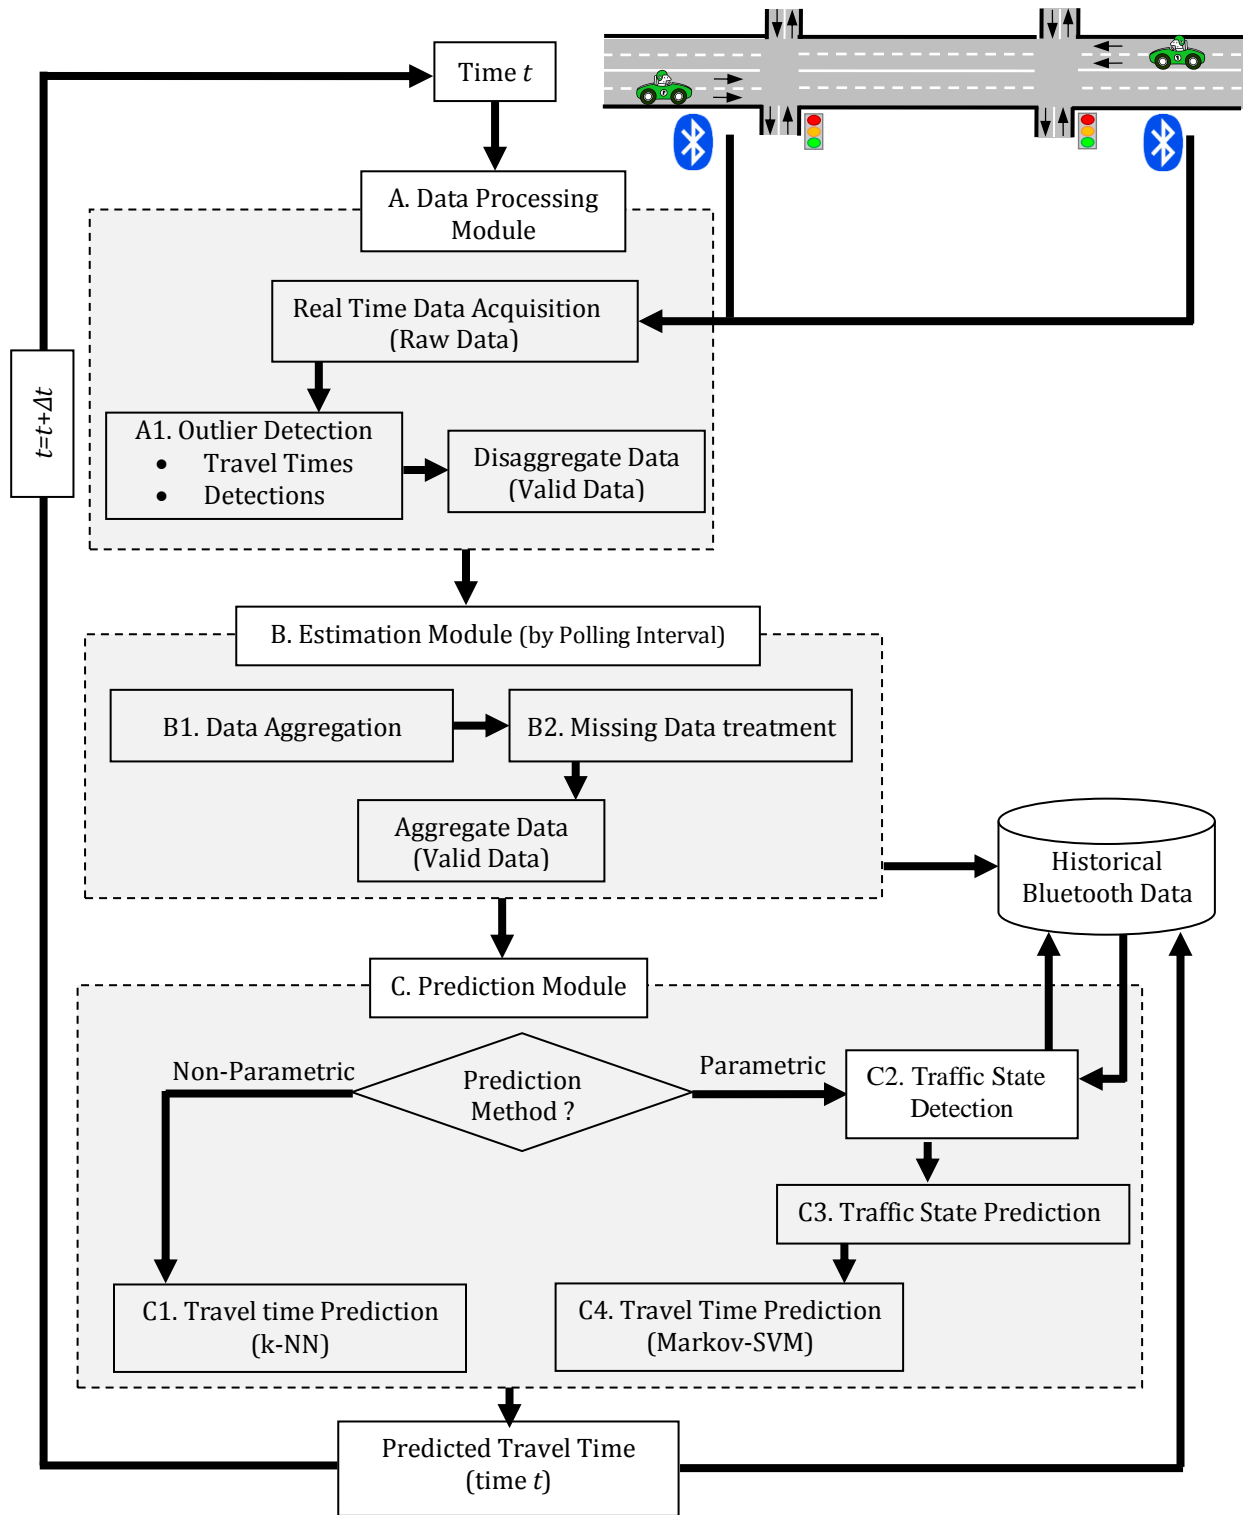 Time t
A. Data Processing
Module
Real Time Data Acquisition
(Raw Data)
t=t+Δt
A1. Outlier Detection
• Travel Times
• Detections
Disaggregate Data
(Valid Data)
B. Estimation Module (by Polling Interval)
B1. Data Aggregation
B2. Missing Data treatment
Aggregate Data
(Valid Data)
Historical
Bluetooth Data
C. Prediction Module
Non-Parametric
Prediction
Method ?
Parametric
C2. Traffic State
Detection
C3. Traffic State Prediction
C1. Travel time Prediction
(k-NN)
C4. Travel Time Prediction
(Markov-SVM)
Predicted Travel Time
(time t)